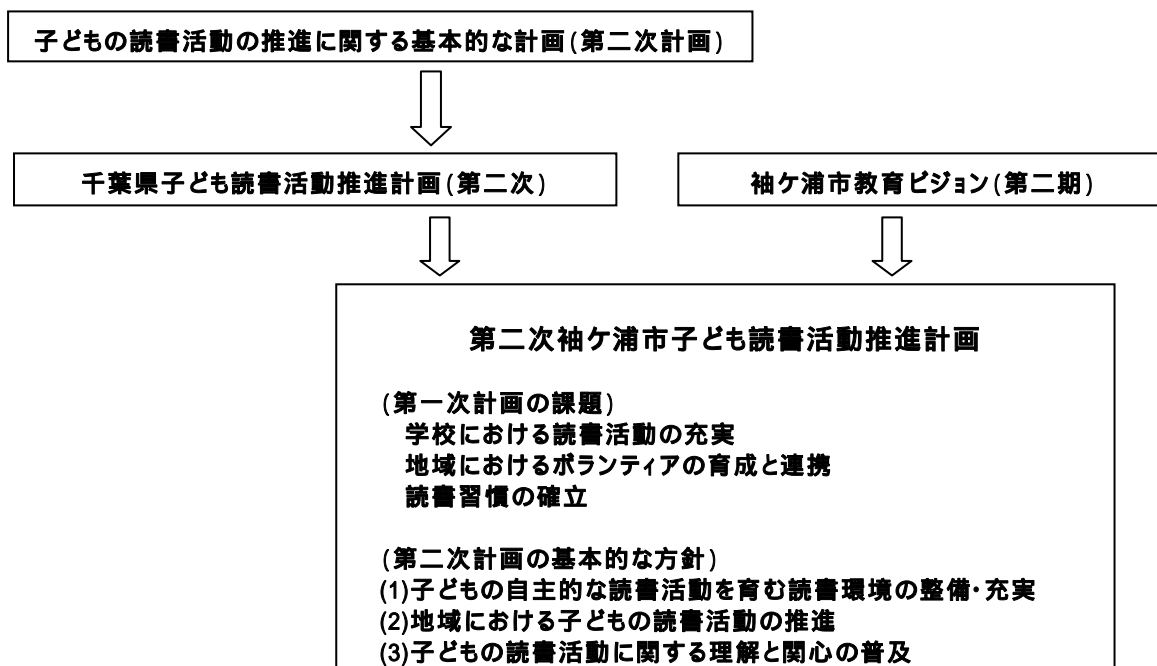 子どもの読書活動の推進に関する基本的な計画(第二次計画)
千葉県子ども読書活動推進計画(第二次)
袖ケ浦市教育ビジョン(第二期)
第二次袖ケ浦市子ども読書活動推進計画
(第一次計画の課題)
学校における読書活動の充実
地域におけるボランティアの育成と連携
読書習慣の確立
(第二次計画の基本的な方針)
(1)子どもの自主的な読書活動を育む読書環境の整備・充実
(2)地域における子どもの読書活動の推進
(3)子どもの読書活動に関する理解と関心の普及